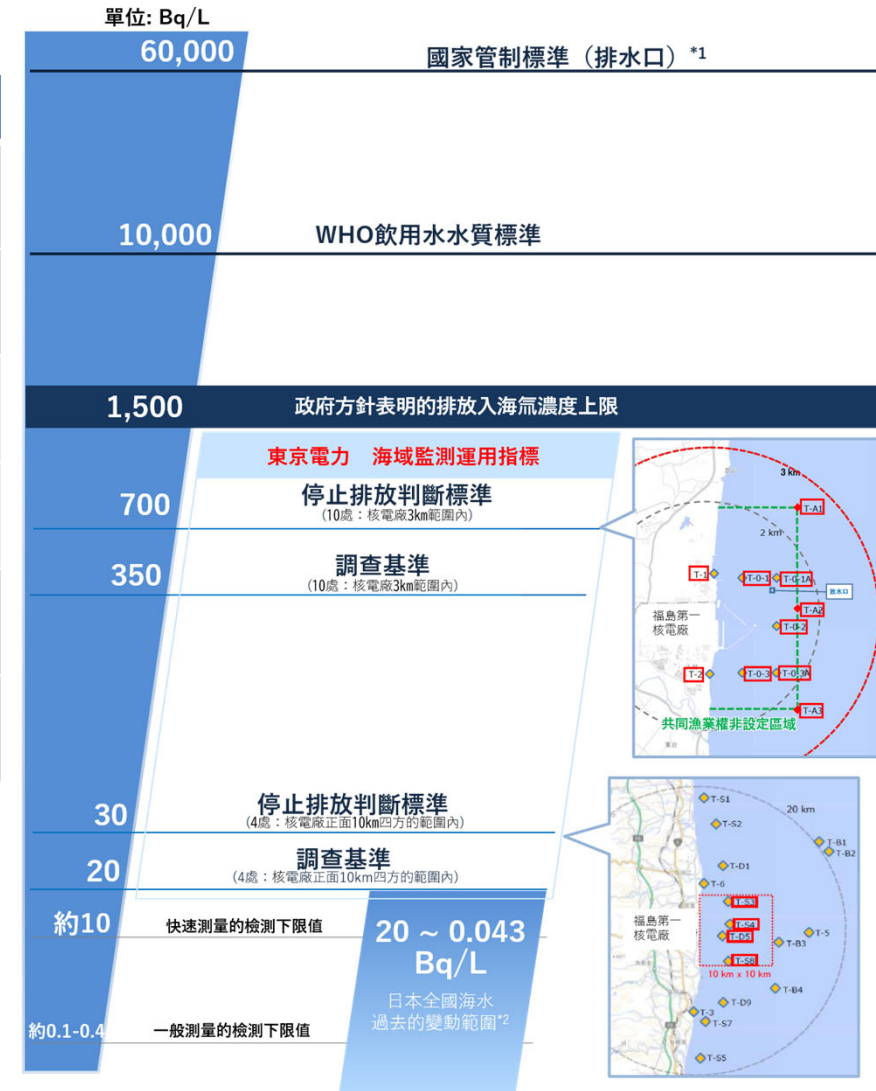 單位: Bq/L
60,000
國家管制標準（排水口）*1
10,000
WHO飲用水水質標準
1,500
政府方針表明的排放入海氚濃度上限
東京電力　海域監測運用指標
700
停止排放判斷標準
(10處：核電廠3km範圍內)
350
調查基準
(10處：核電廠3km範圍內)
30
停止排放判斷標準
(4處：核電廠正面10km四方的範圍內)
20
調查基準
(4處：核電廠正面10km四方的範圍內)
約10
快速測量的檢測下限值
20 ~ 0.043
Bq/L
日本全國海水
過去的變動範圍*2
約0.1-0.4
一般測量的檢測下限值
3 km
T-A1
2 km
T-1
T-0-1
T-0-1A
放水口
T-A2
福島第一
核電廠
T-0-2
T-2
T-0-3
T-0-3A
T-A3
共同漁業權非設定區域
T-S1
20 km
T-S2
T-B1
T-B2
T-D1
T-6
T-S3
福島第一
核電廠
T-S4
T-D5
T-5
T-B3
T-S8
10 km x 10 km
T-B4
T-D9
T-3
T-S7
T-S5